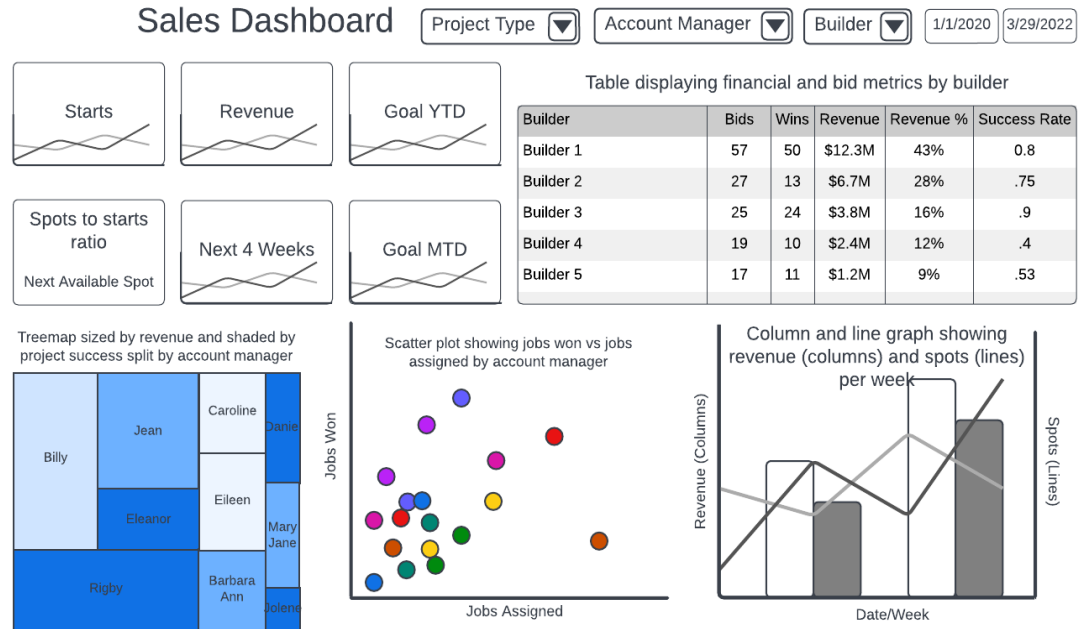 Sales Dashboard
Project Type
Account Manager
Builder
1/1/2020
3/29/2022
Starts
Revenue
Goal YTD
Spots to starts
ratio
Next Available Spot
Next 4 Weeks
Goal MTD
Table displaying financial and bid metrics by builder
Builder Bids Wins Revenue Revenue % Success Rate
Builder 1 57 50 $12.3M 43% 0.8
Builder 2 27 13 $6.7M 28% .75
Builder 3 25 24 $3.8M 16% .9
Builder 4 19 10 $2.4M 12% .4
Builder 5 17 11 $1.2M 9% .53
Treemap sized by revenue and shaded by
project success split by account manager
Billy
Jean
Eleanor
Rigby
Caroline
Eileen
Barbara
Ann
Daniel
Mary
Jane
Jolene
Scatter plot showing jobs won vs jobs
assigned by account manager
Jobs Won
Jobs Assigned
Column and line graph showing
revenue (columns) and spots (lines)
per week
Revenue (Columns)
Spots (Lines)
Date/Week